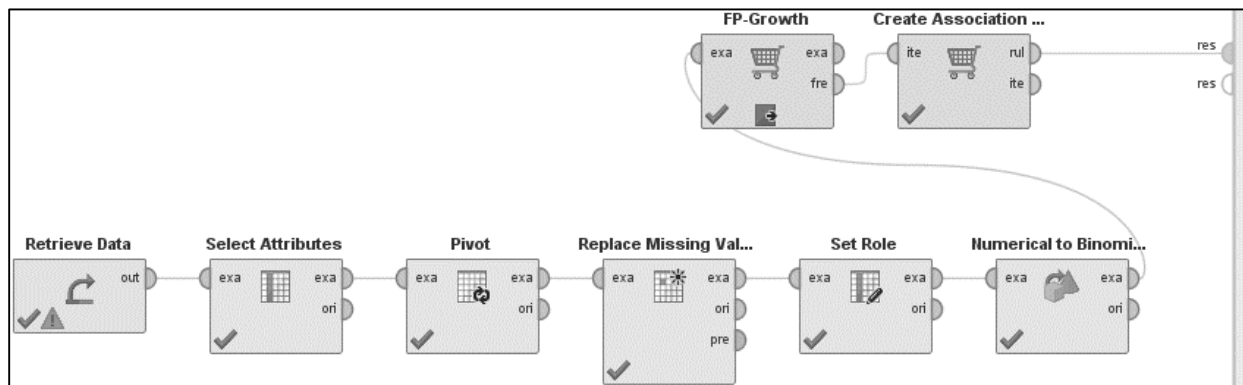 FP-Growth Create Association ...
exa exa ite rul res
fre ite res
Retrieve Data Select Attributes Pivot Replace Missing Val... Set Role Numerical to Binomi...
out exa exa exa exa exa exa exa exa exa exa
ori ori ori ori ori
pre